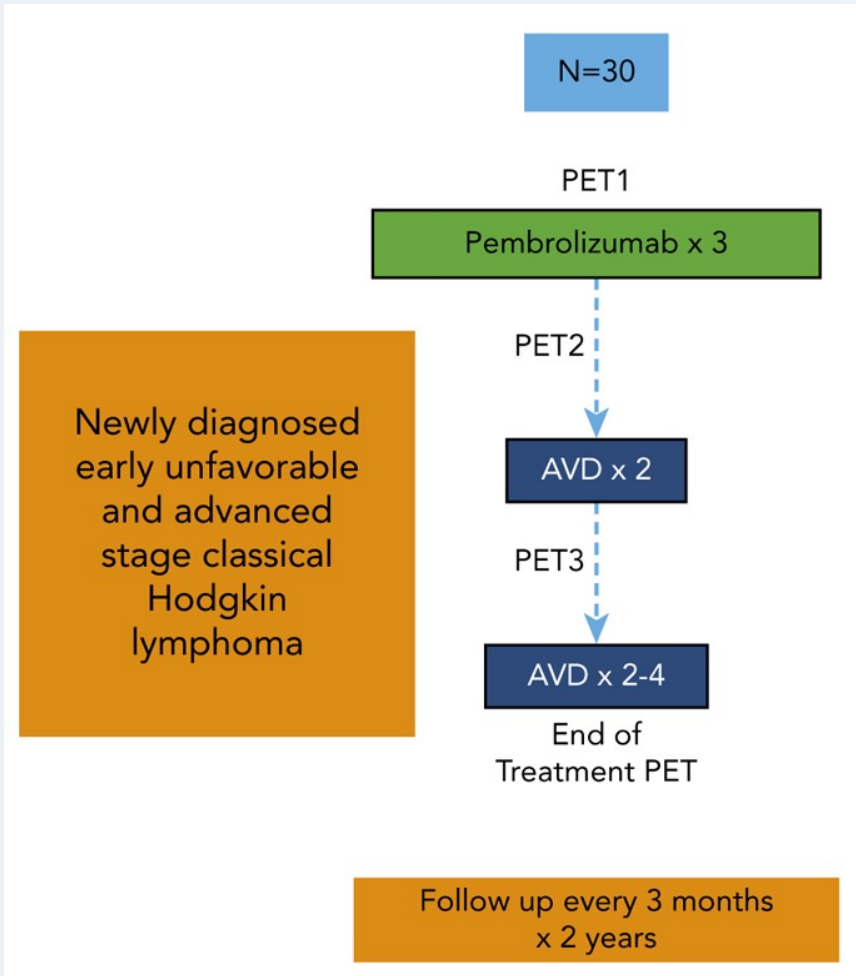 N=30
PET1
Pembrolizumab x 3
PET2
Newly diagnosed
early unfavorable
and advanced
stage classical
Hodgkin
lymphoma
AVD x 2
PET3
AVD x 2-4
End of
Treatment PET
Follow up every 3 months
x 2 years